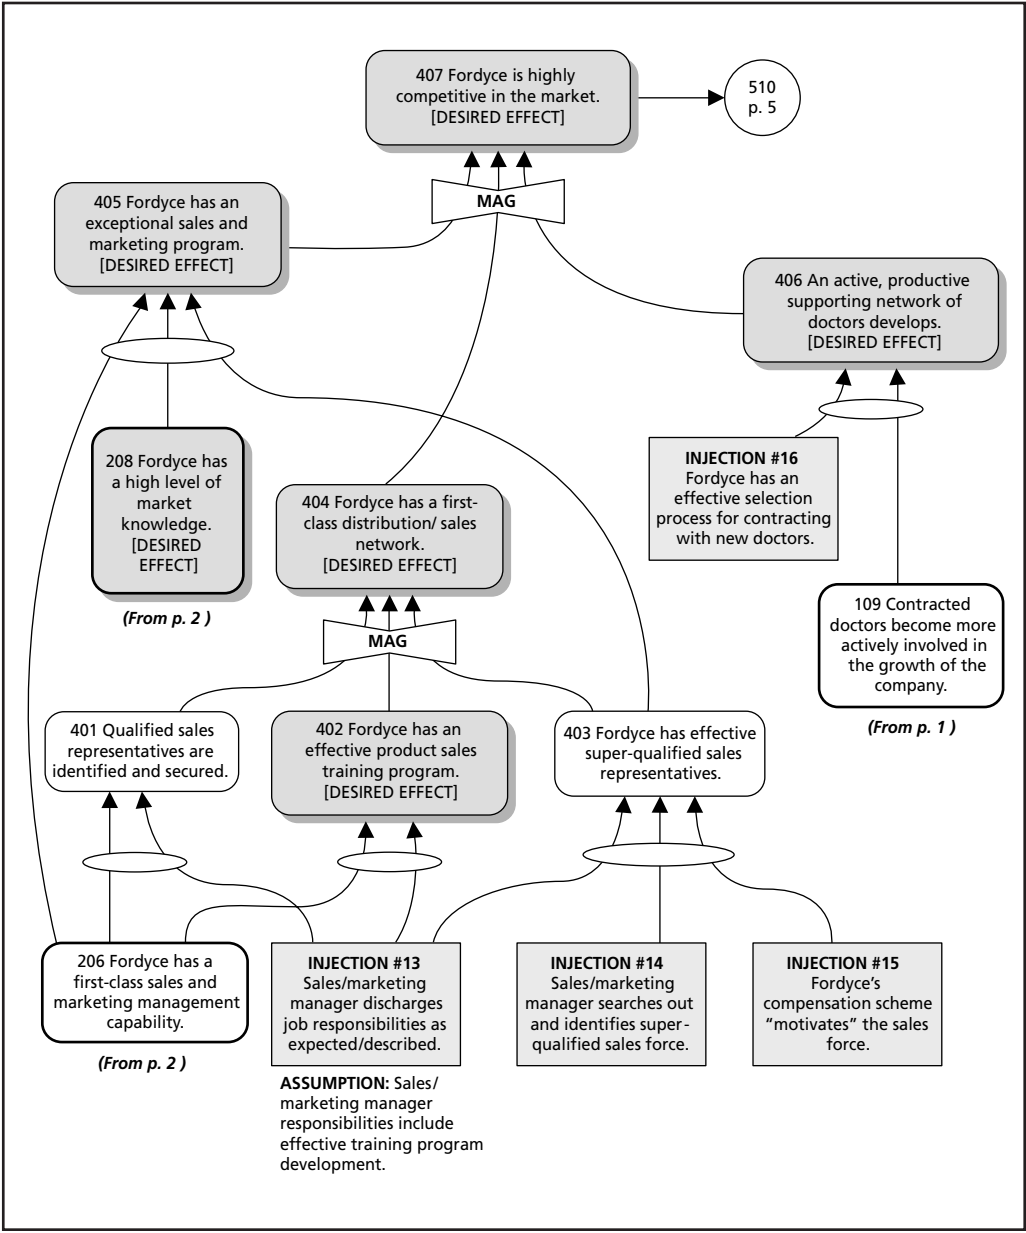 407 Fordyce is highly
competitive in the market.
[DESIRED EFFECT]
510
p. 5
MAG
405 Fordyce has an
exceptional sales and
marketing program.
[DESIRED EFFECT]
406 An active, productive
supporting network of
doctors develops.
[DESIRED EFFECT]
208 Fordyce has
a high level of
market
knowledge.
[DESIRED
EFFECT]
(From p. 2 )
INJECTION #16
Fordyce has an
effective selection
process for contracting
with new doctors.
404 Fordyce has a first-
class distribution/ sales
network.
[DESIRED EFFECT]
109 Contracted
doctors become more
actively involved in
the growth of the
company.
(From p. 1 )
MAG
401 Qualified sales
representatives are
identified and secured.
402 Fordyce has an
effective product sales
training program.
[DESIRED EFFECT]
403 Fordyce has effective
super-qualified sales
representatives.
206 Fordyce has a
first-class sales and
marketing management
capability.
(From p. 2 )
INJECTION #13
Sales/marketing
manager discharges
job responsibilities as
expected/described.
ASSUMPTION: Sales/
marketing manager
responsibilities include
effective training program
development.
INJECTION #14
Sales/marketing
manager searches out
and identifies super-
qualified sales force.
INJECTION #15
Fordyce's
compensation scheme
“motivates” the sales
force.